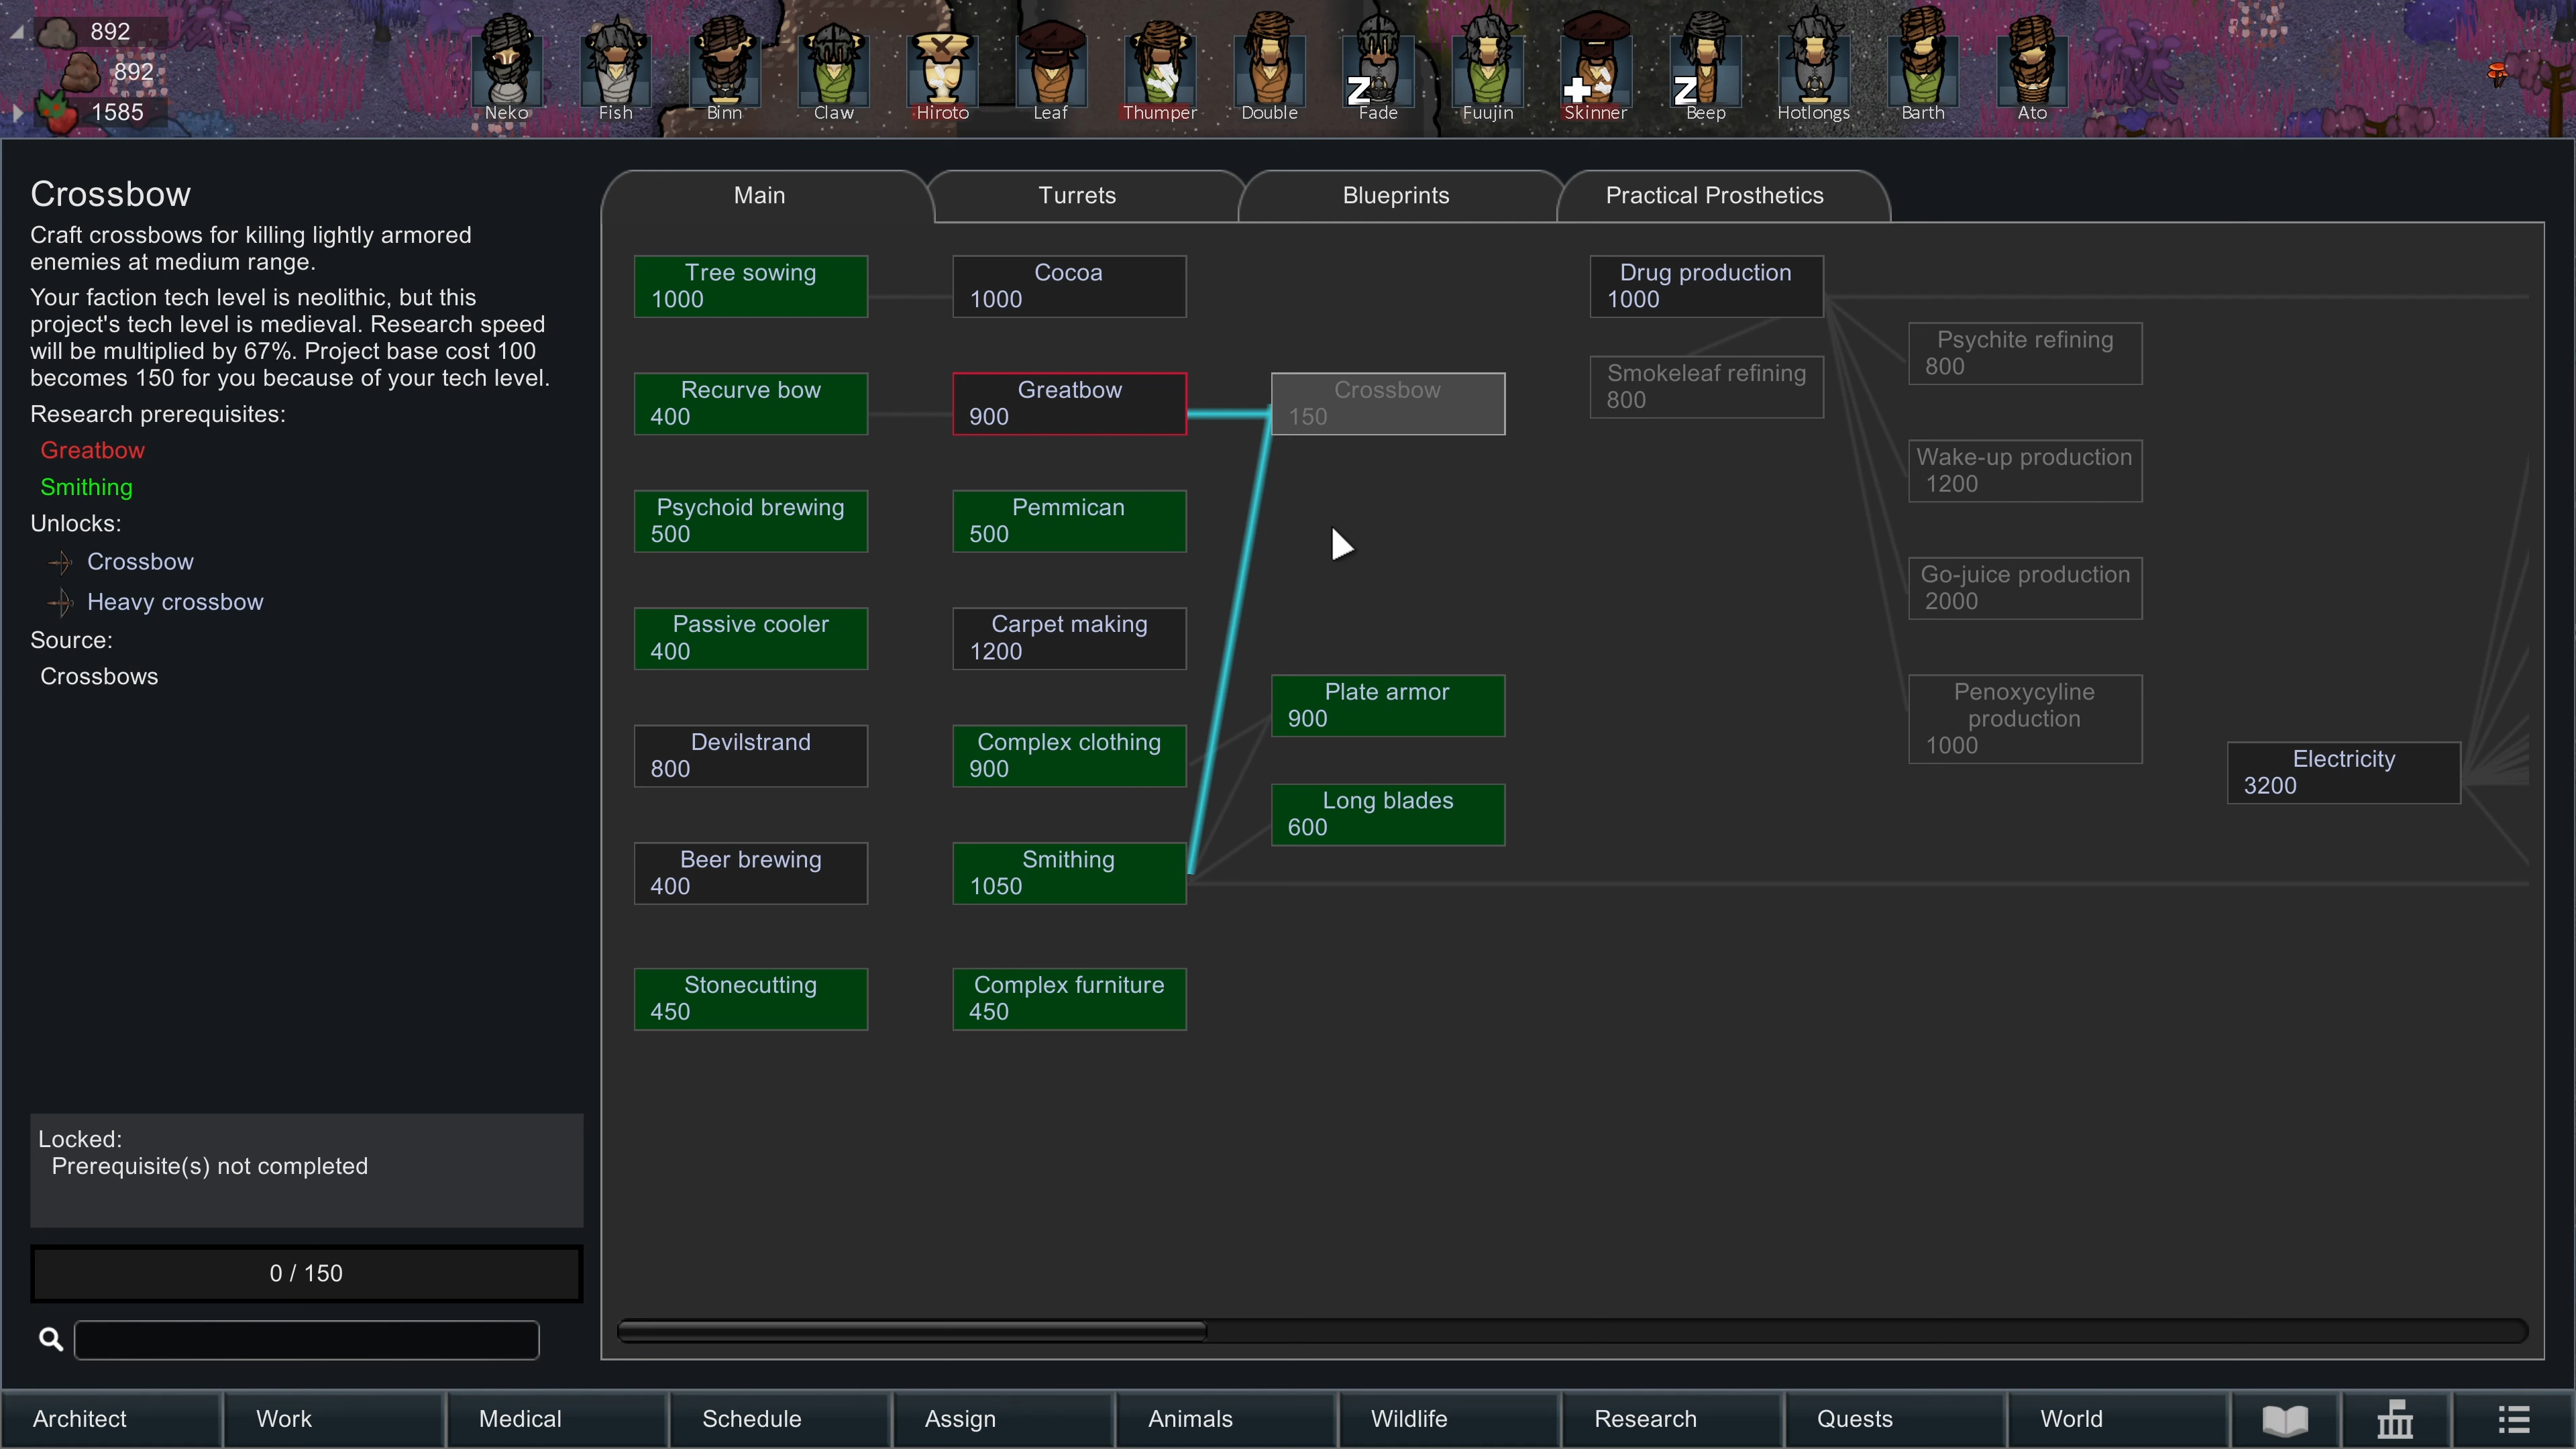 892
892
1585
Neko
Fish
Binn
Claw
Hiroto
Leaf
Thumper
Double
Fade
Fuujin
Skinner
Beep
Hotlongs
Barth
Ato
Z
Z
Crossbow
Craft crossbows for killing lightly armored
enemies at medium range.
Your faction tech level is neolithic, but this
project's tech level is medieval. Research speed
will be multiplied by 67%. Project base cost 100
becomes 150 for you because of your tech level.
Research prerequisites:
Greatbow
Smithing
Unlocks:
Crossbow
Heavy crossbow
Source:
Crossbows
Locked:
Prerequisite(s) not completed
0 / 150
Main
Turrets
Blueprints
Practical Prosthetics
Tree sowing
1000
Cocoa
1000
Drug production
1000
Psychite refining
800
Recurve bow
400
Greatbow
900
Crossbow
150
Smokeleaf refining
800
Wake-up production
1200
Psychoid brewing
500
Pemmican
500
Go-juice production
2000
Passive cooler
400
Carpet making
1200
Plate armor
900
Penoxycyline
production
1000
Devilstrand
800
Complex clothing
900
Long blades
600
Electricity
3200
Beer brewing
400
Smithing
1050
Stonecutting
450
Complex furniture
450
Architect
Work
Medical
Schedule
Assign
Animals
Wildlife
Research
Quests
World